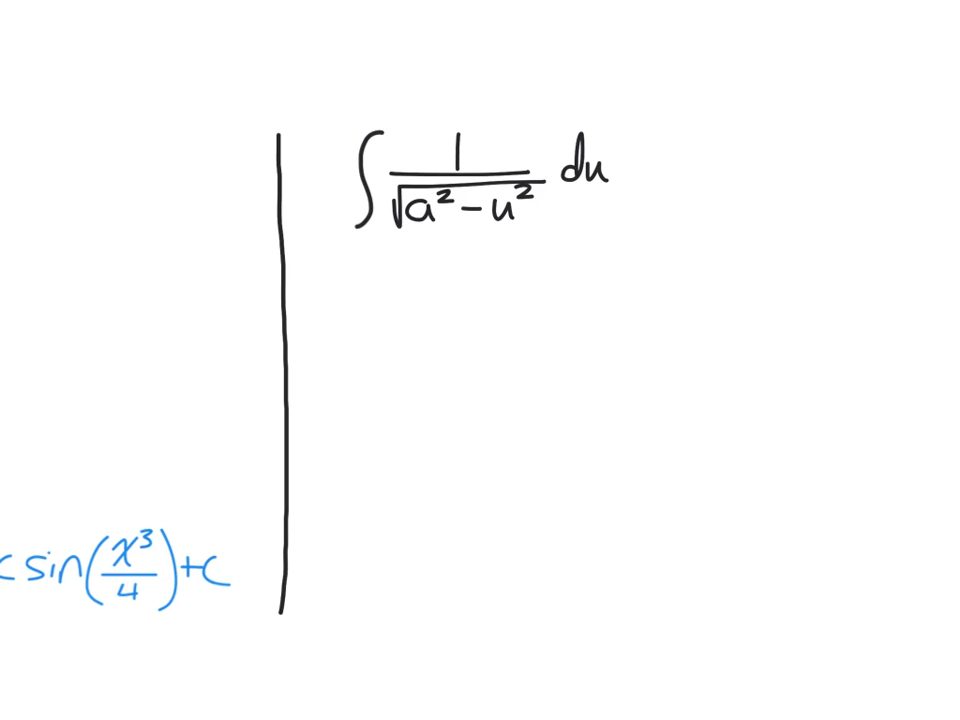 ∫ 1/√(a² - u²) du
c sin(x³/4) + c